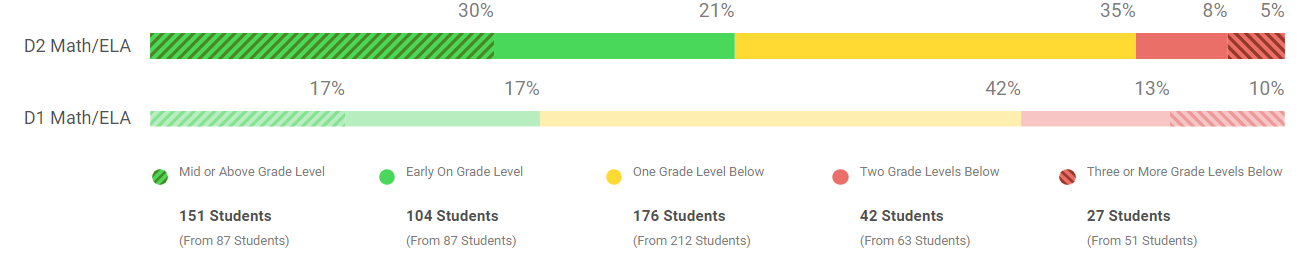 30% 21% 35% 8% 5%
D2 Math/ELA
17% 17% 42% 13% 10%
D1 Math/ELA
Mid or Above Grade Level Early On Grade Level One Grade Level Below Two Grade Levels Below Three or More Grade Levels Below
151 Students 104 Students 176 Students 42 Students 27 Students
(From 87 Students) (From 87 Students) (From 212 Students) (From 63 Students) (From 51 Students)